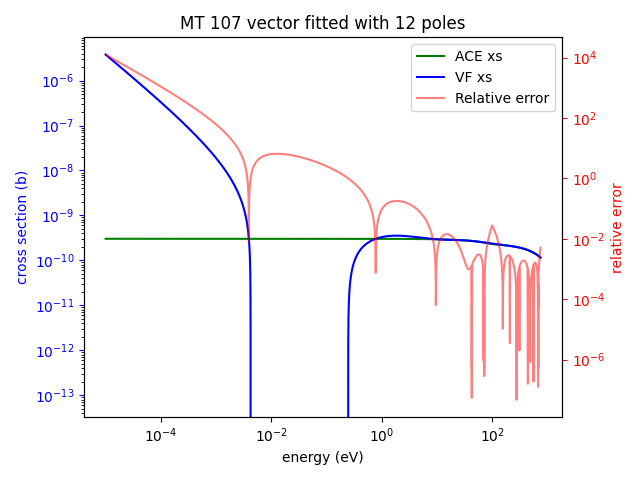 MT 107 vector fitted with 12 poles
ACE xs
VF xs
Relative error
10⁻⁶
10⁻⁷
10⁻⁸
10⁻⁹
10⁻¹⁰
10⁻¹¹
10⁻¹²
10⁻¹³
cross section (b)
10⁴
10²
10⁰
10⁻²
10⁻⁴
10⁻⁶
relative error
10⁻⁴
10⁻²
10⁰
10²
energy (eV)